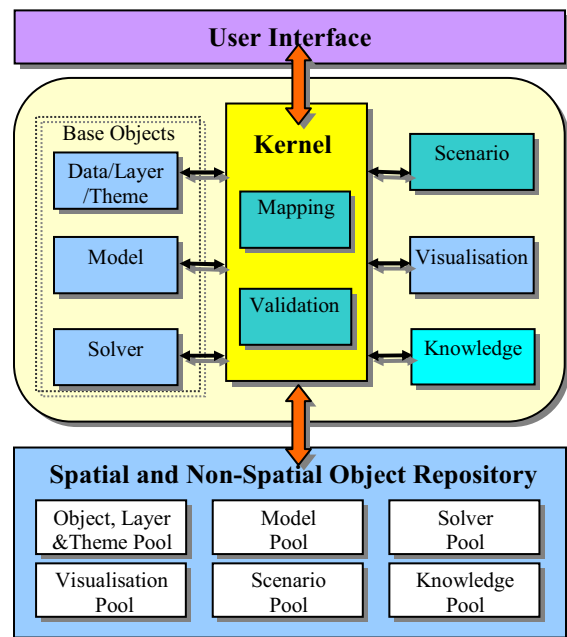 User Interface
Base Objects
Data/Layer
/Theme
Model
Solver
Kernel
Mapping
Validation
Scenario
Visualisation
Knowledge
Spatial and Non-Spatial Object Repository
Object, Layer
&Theme Pool
Model
Pool
Solver
Pool
Visualisation
Pool
Scenario
Pool
Knowledge
Pool